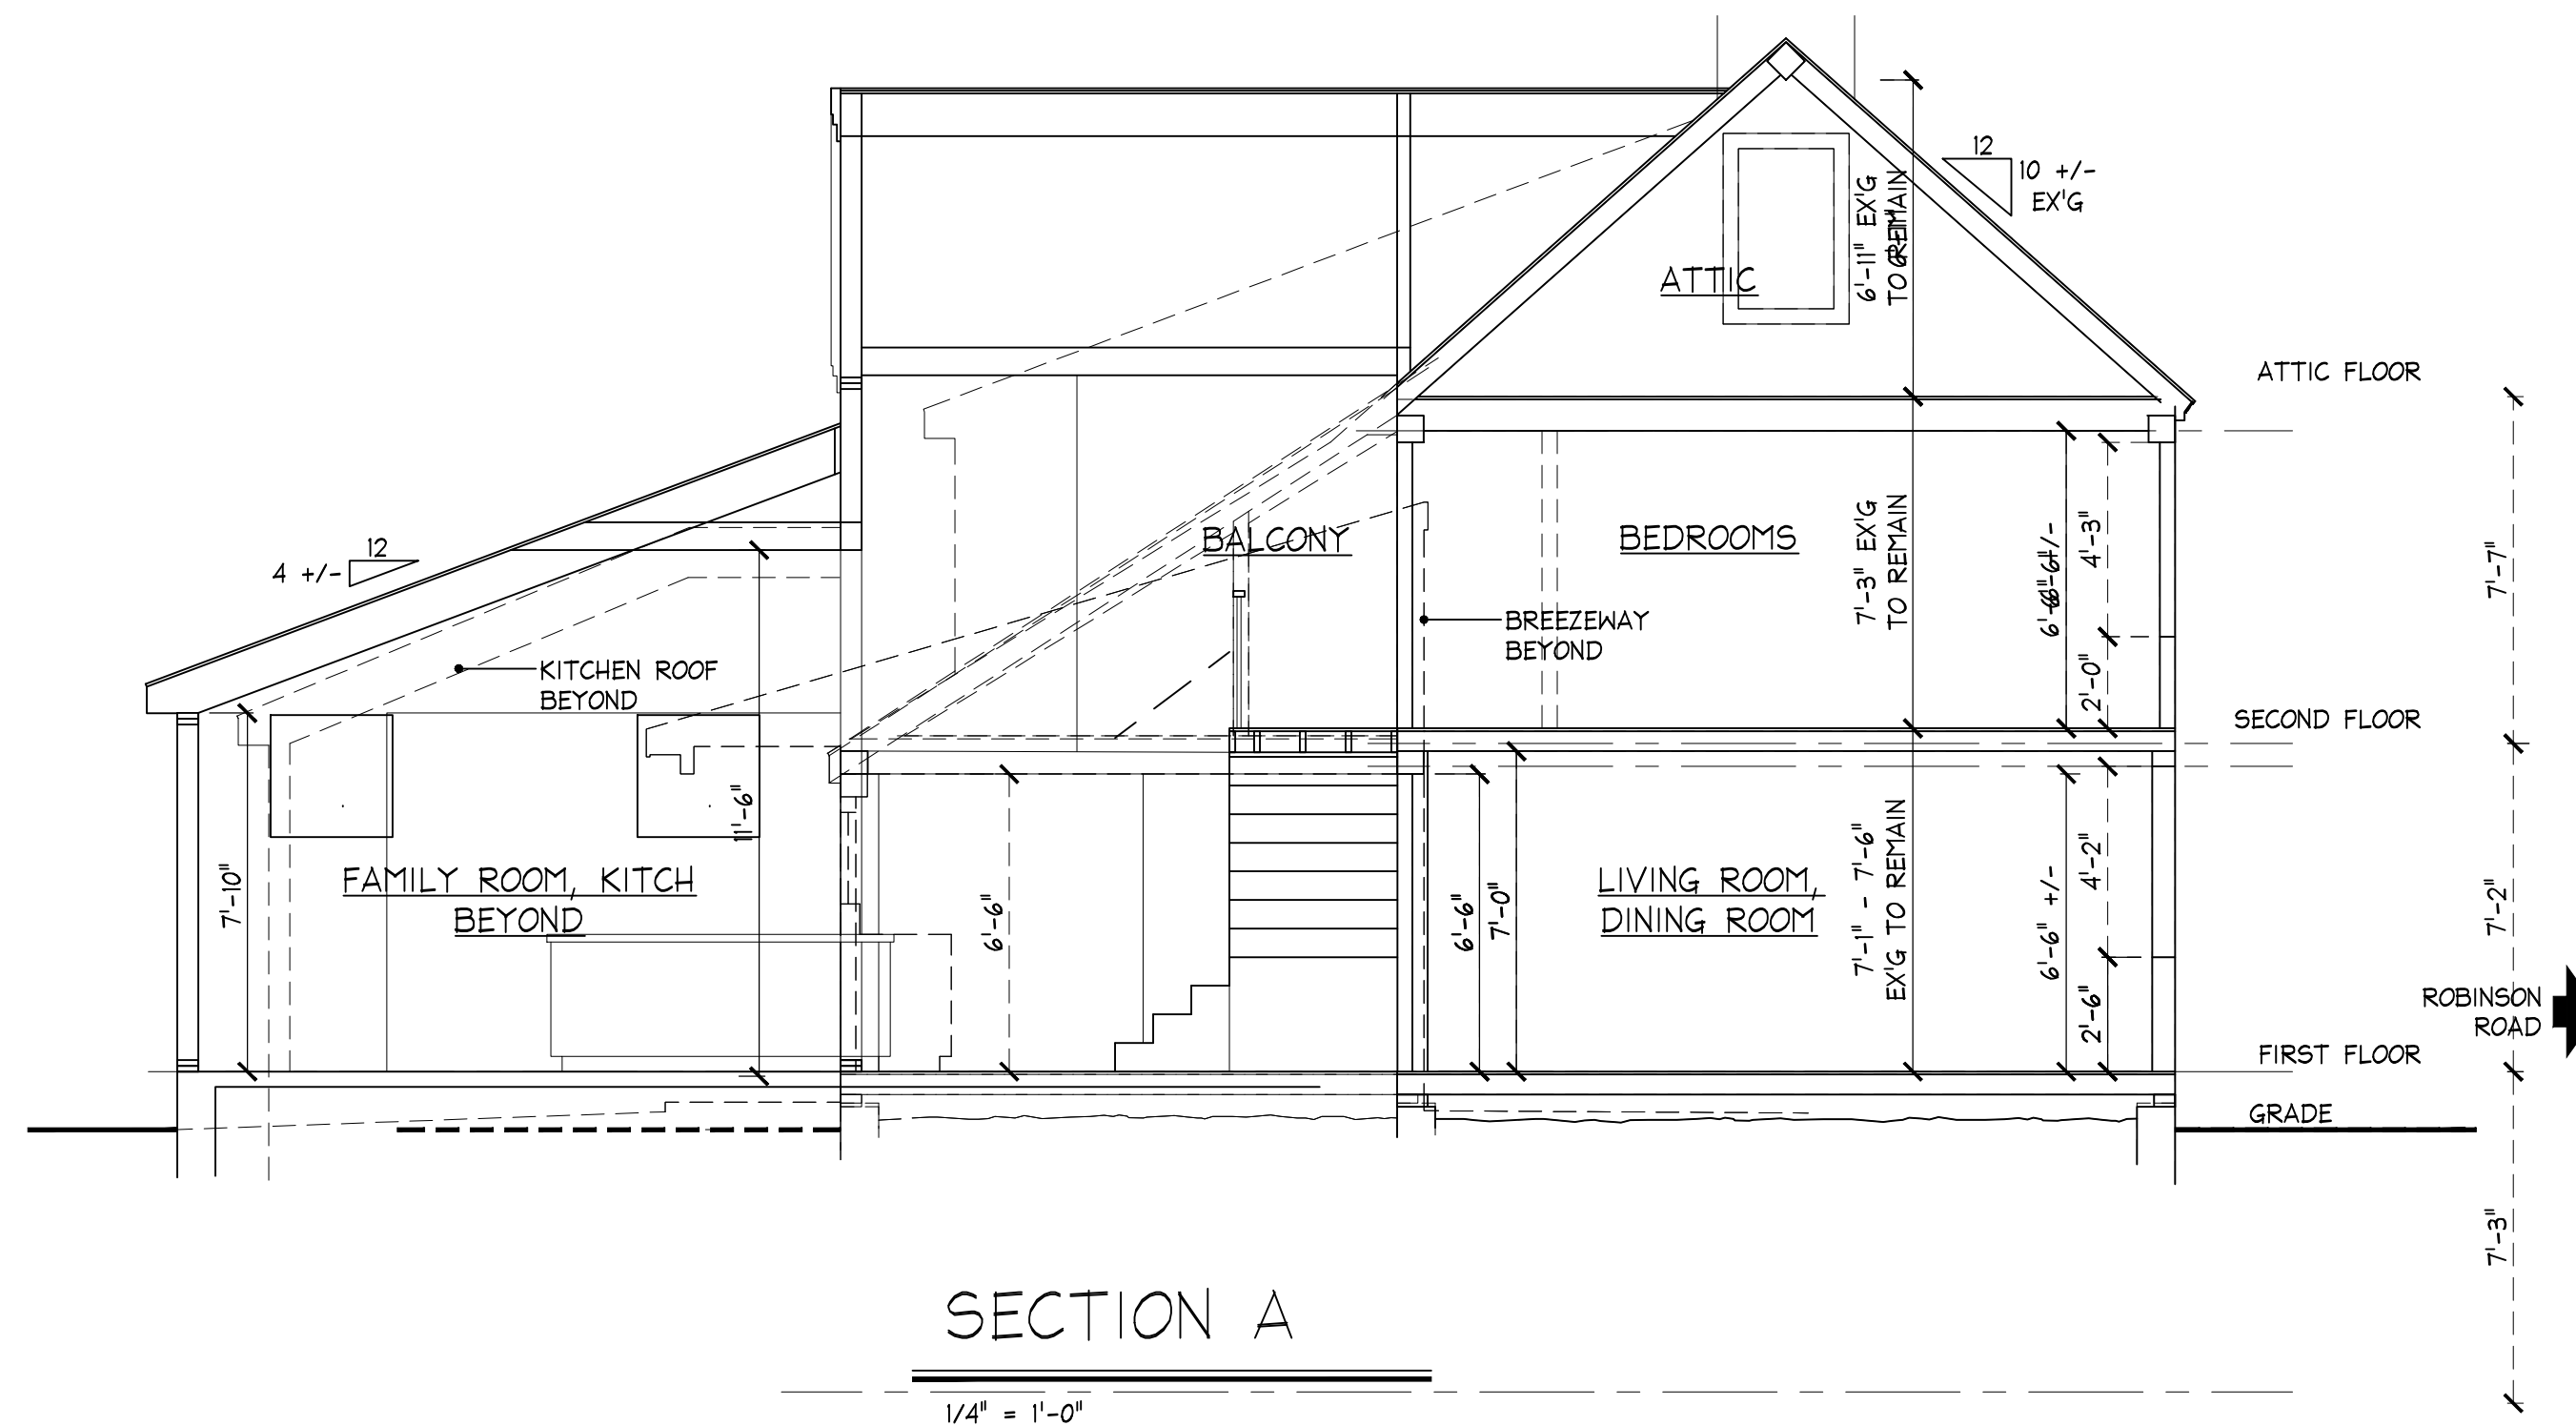 12
10 +/-
EX'G
6'-11" EX'G
TO REMAIN
ATTIC
ATTIC FLOOR
12
4 +/-
BALCONY
BEDROOMS
7'-3" EX'G
TO REMAIN
4'-3"
7'-7"
BREEZEWAY
BEYOND
KITCHEN ROOF
BEYOND
2'-0"
SECOND FLOOR
11'-6"
FAMILY ROOM, KITCH
BEYOND
7'-10"
6'-6"
6'-6"
7'-0"
LIVING ROOM,
DINING ROOM
7'-1" - 7'-6"
EX'G TO REMAIN
6'-6" +/-
4'-2"
7'-2"
2'-6"
ROBINSON
ROAD
FIRST FLOOR
GRADE
7'-3"
SECTION A
1/4" = 1'-0"